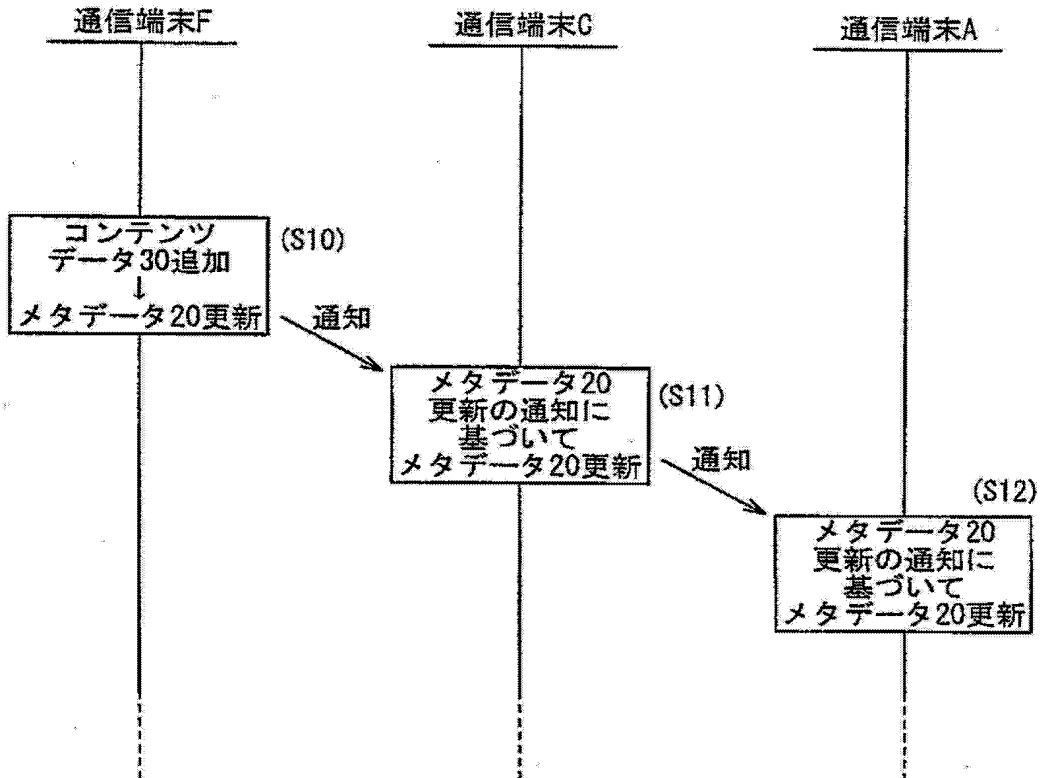 通信端末F
通信端末C
通信端末A
コンテンツ
データ30追加
↓
メタデータ20更新
(S10)
通知
メタデータ20
更新の通知に
基づいて
メタデータ20更新
(S11)
通知
(S12)
メタデータ20
更新の通知に
基づいて
メタデータ20更新